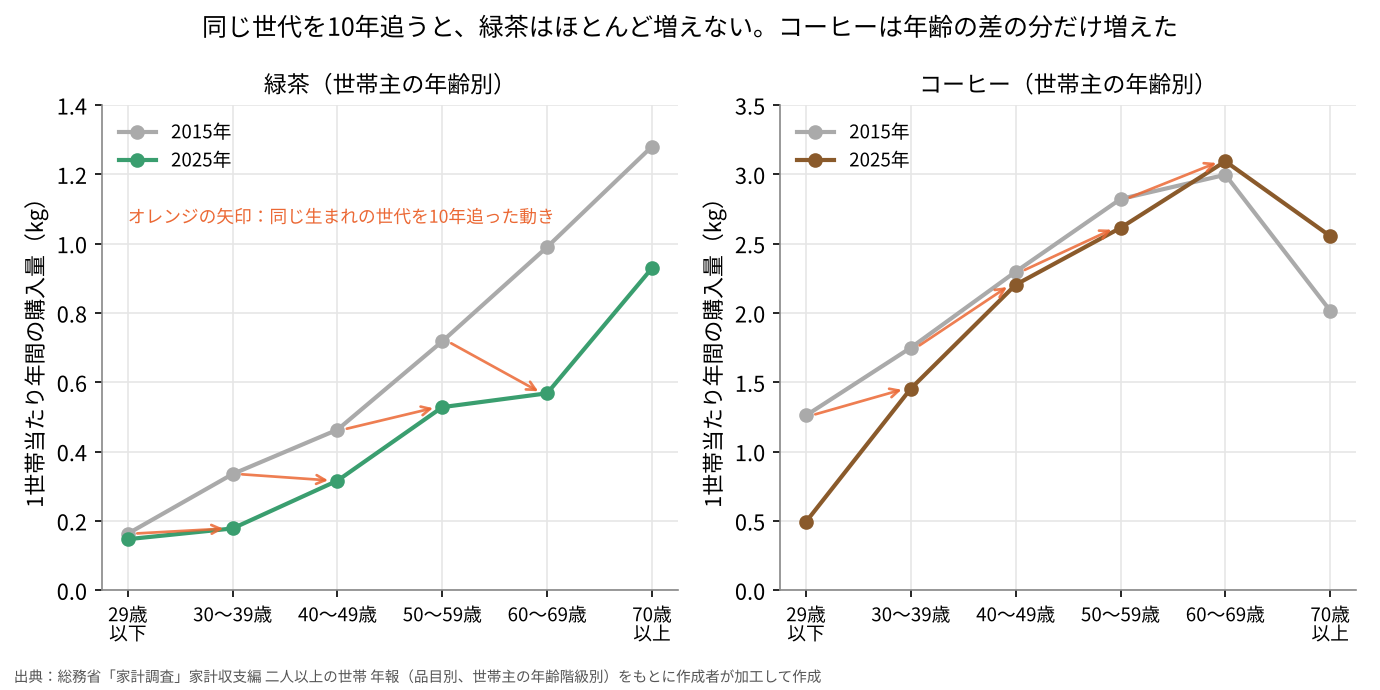 同じ世代を10年追うと、緑茶はほとんど増えない。コーヒーは年齢の差の分だけ増えた
緑茶（世帯主の年齢別）
1世帯当たり年間の購入量（kg）
1.4
1.2
1.0
0.8
0.6
0.4
0.2
0.0
2015年
2025年
オレンジの矢印：同じ生まれの世代を10年追った動き
29歳
以下
30〜39歳
40〜49歳
50〜59歳
60〜69歳
70歳
以上
コーヒー（世帯主の年齢別）
1世帯当たり年間の購入量（kg）
3.5
3.0
2.5
2.0
1.5
1.0
0.5
0.0
2015年
2025年
29歳
以下
30〜39歳
40〜49歳
50〜59歳
60〜69歳
70歳
以上
出典：総務省「家計調査」家計収支編 二人以上の世帯 年報（品目別、世帯主の年齢階級別）をもとに作成者が加工して作成